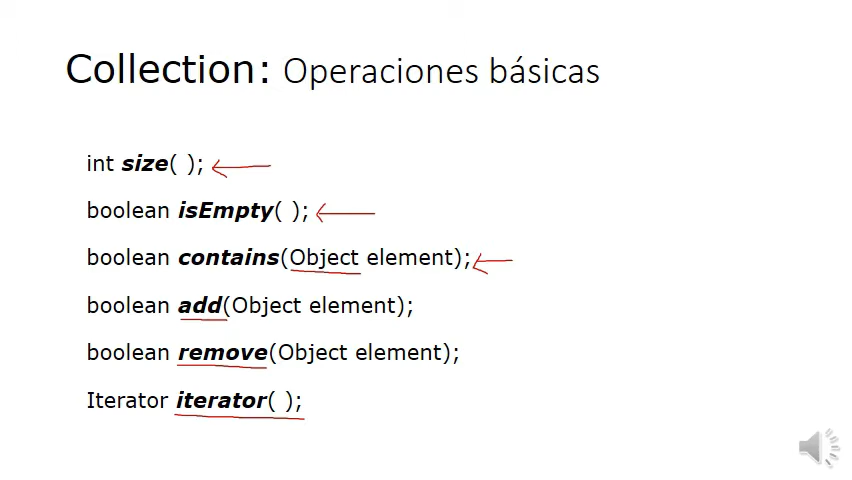 Collection: Operaciones básicas
int size( );
boolean isEmpty( );
boolean contains(Object element);
boolean add(Object element);
boolean remove(Object element);
Iterator iterator( );